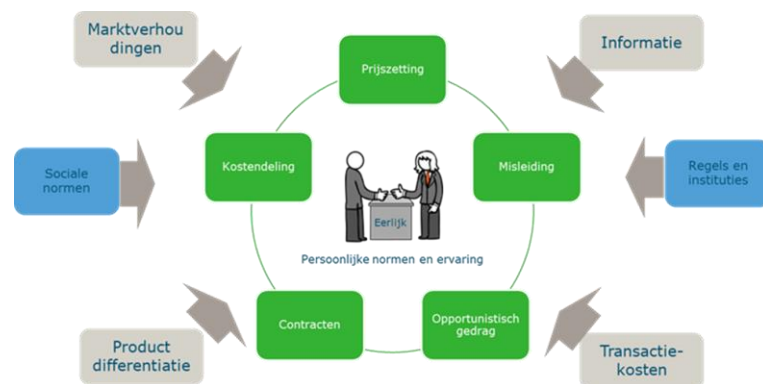 Marktverhou
dingen
Informatie
Prijszetting
Kostendeling
Misleiding
Sociale
normen
Regels en
instituties
Eerlijk
Persoonlijke normen en ervaring
Contracten
Opportunistisch
gedrag
Product
differentiatie
Transactie-
kosten